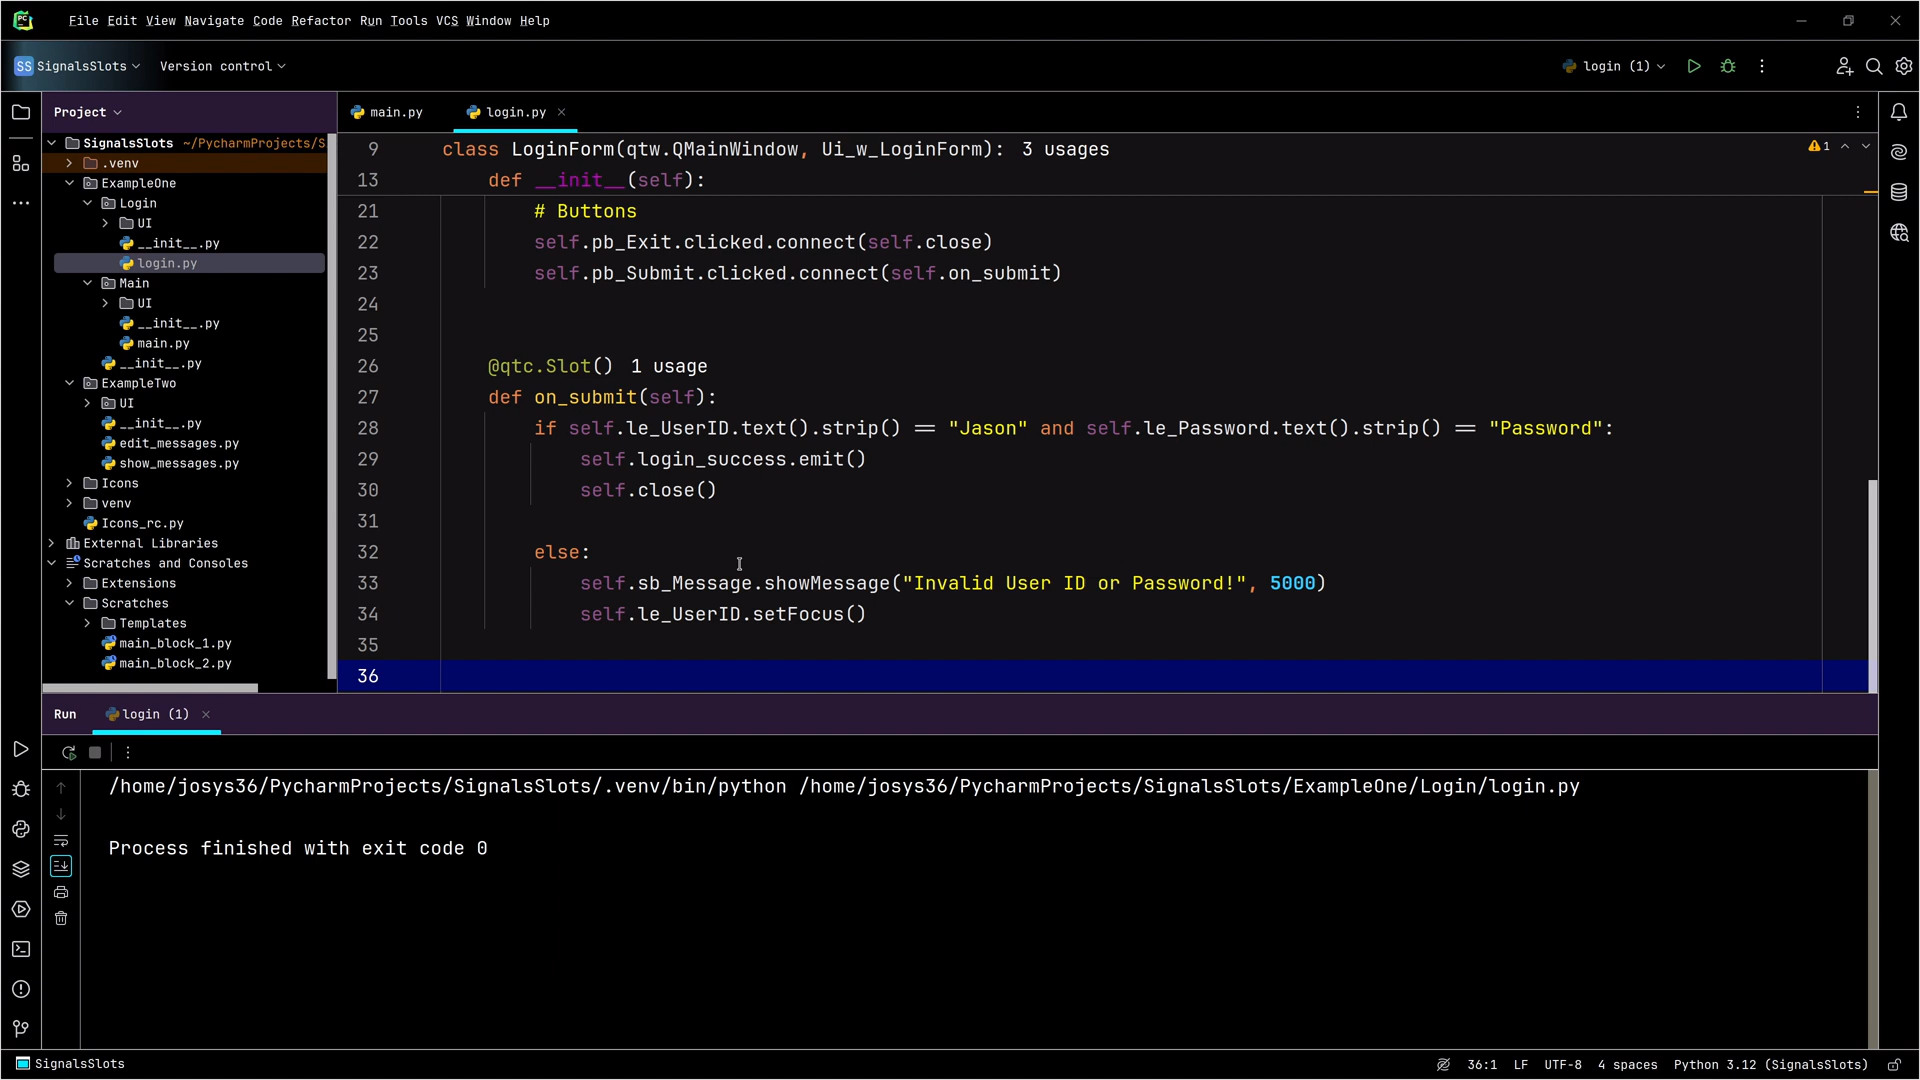 File Edit View Navigate Code Refactor Run Tools VCS Window Help
SS SignalsSlots Version control login (1)
Project
main.py login.py
SignalsSlots ~/PycharmProjects/S
.venv
ExampleOne
Login
UI
__init__.py
login.py
Main
UI
__init__.py
main.py
__init__.py
ExampleTwo
UI
__init__.py
edit_messages.py
show_messages.py
Icons
venv
Icons_rc.py
External Libraries
Scratches and Consoles
Extensions
Scratches
Templates
main_block_1.py
main_block_2.py
9 class LoginForm(qtw.QMainWindow, Ui_w_LoginForm): 3 usages
1
13 def __init__(self):
21 # Buttons
22 self.pb_Exit.clicked.connect(self.close)
23 self.pb_Submit.clicked.connect(self.on_submit)
24
25
26 @qtc.Slot() 1 usage
27 def on_submit(self):
28 if self.le_UserID.text().strip() == "Jason" and self.le_Password.text().strip() == "Password":
29 self.login_success.emit()
30 self.close()
31
32 else:
33 self.sb_Message.showMessage("Invalid User ID or Password!", 5000)
34 self.le_UserID.setFocus()
35
36
Run login (1)
/home/josys36/PycharmProjects/SignalsSlots/.venv/bin/python /home/josys36/PycharmProjects/SignalsSlots/ExampleOne/Login/login.py
Process finished with exit code 0
SignalsSlots 36:1 LF UTF-8 4 spaces Python 3.12 (SignalsSlots)